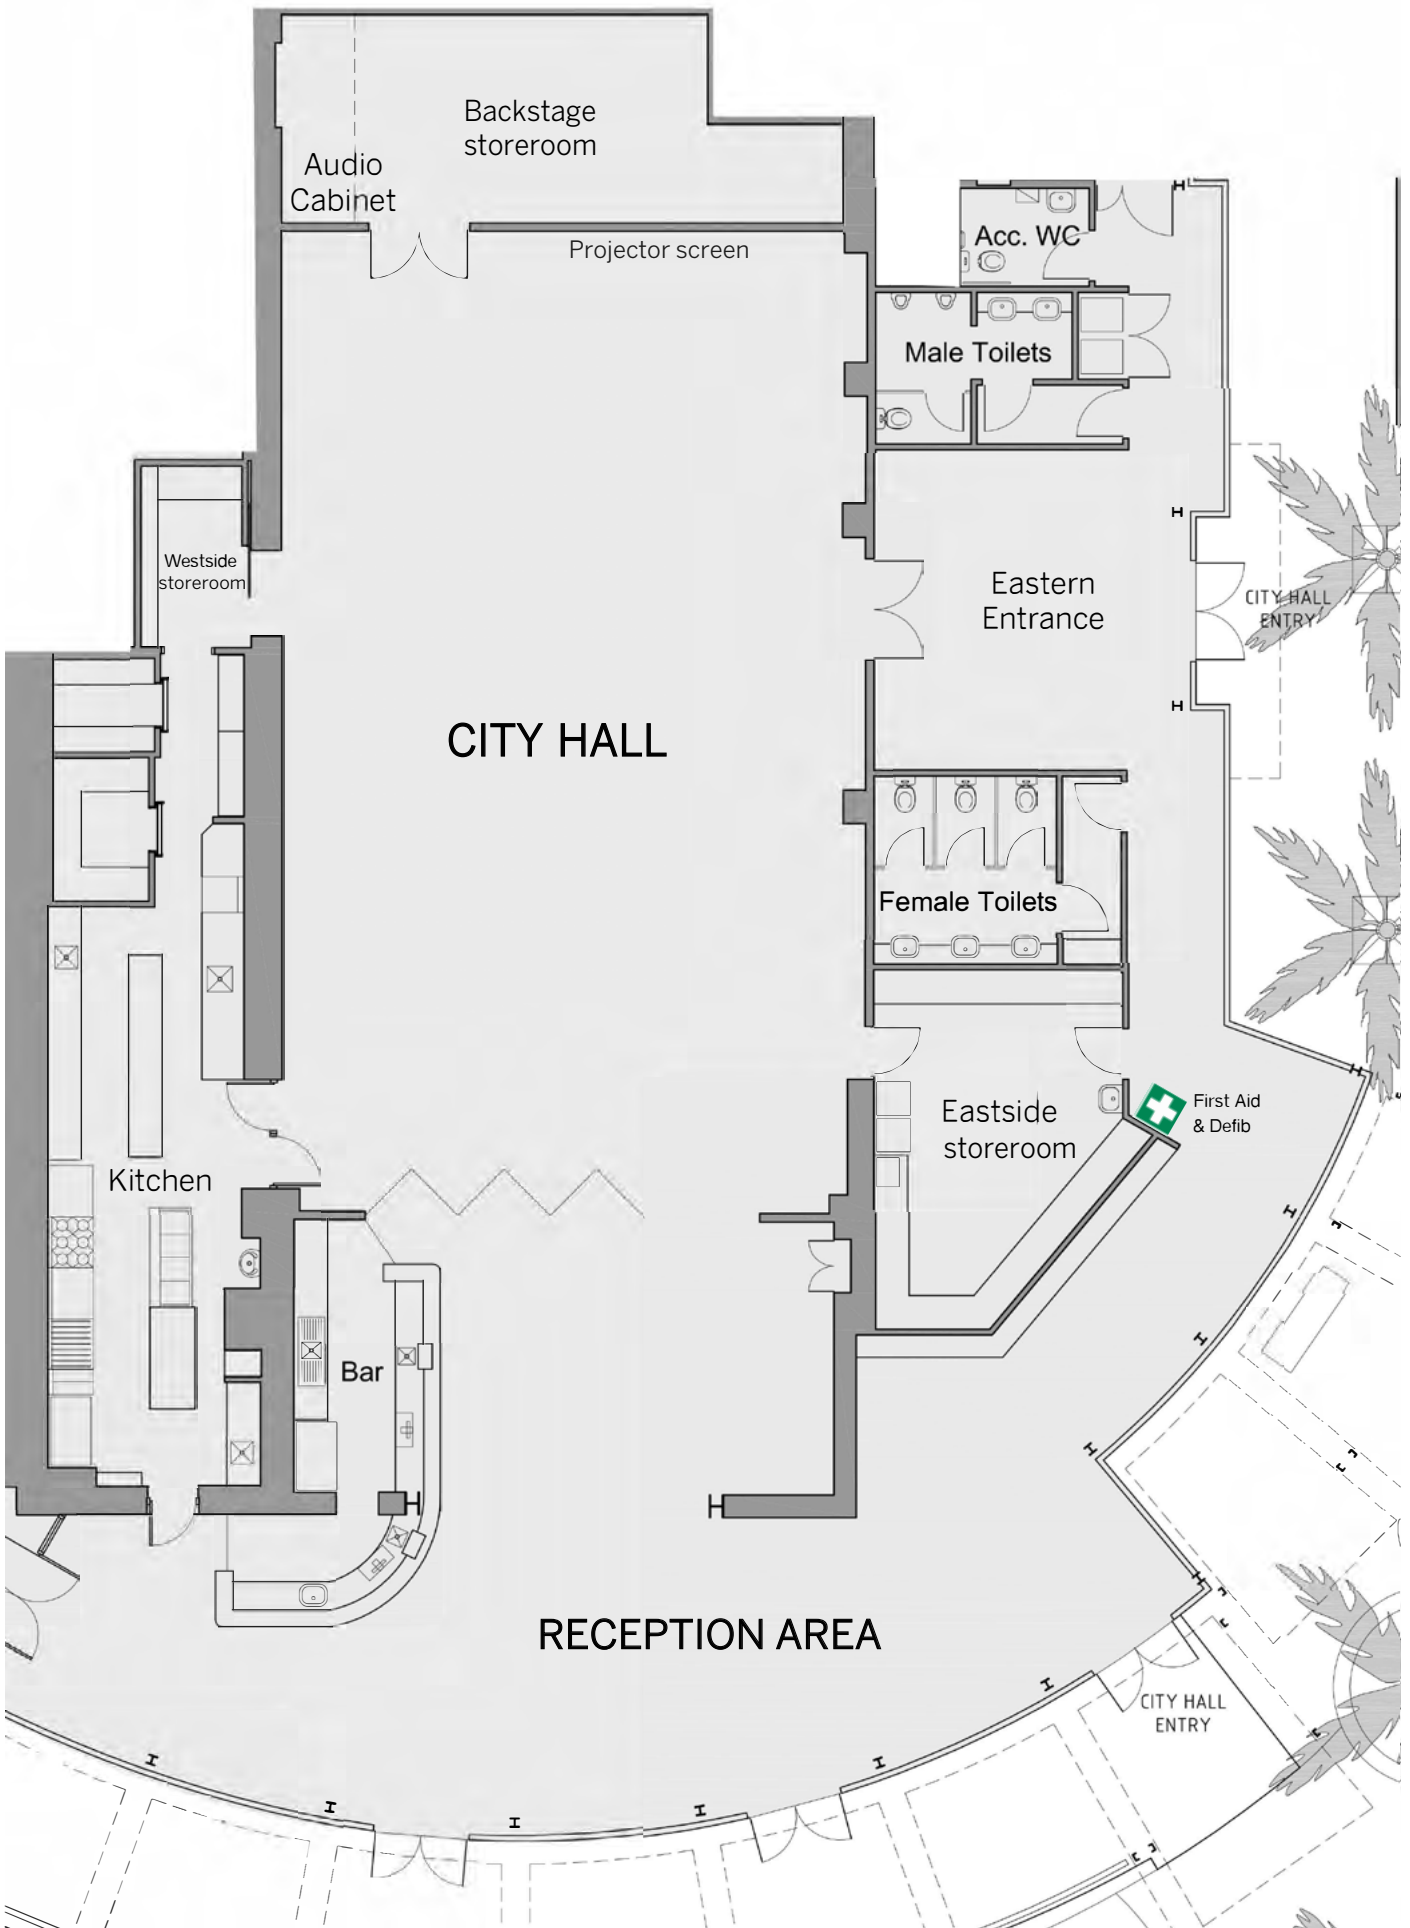 Backstage
storeroom
Audio
Cabinet
Projector screen
Acc. WC
Male Toilets
Westside
storeroom
Eastern
Entrance
CITY HALL
ENTRY
CITY HALL
Female Toilets
First Aid
& Defib
Eastside
storeroom
Kitchen
Bar
RECEPTION AREA
CITY HALL
ENTRY